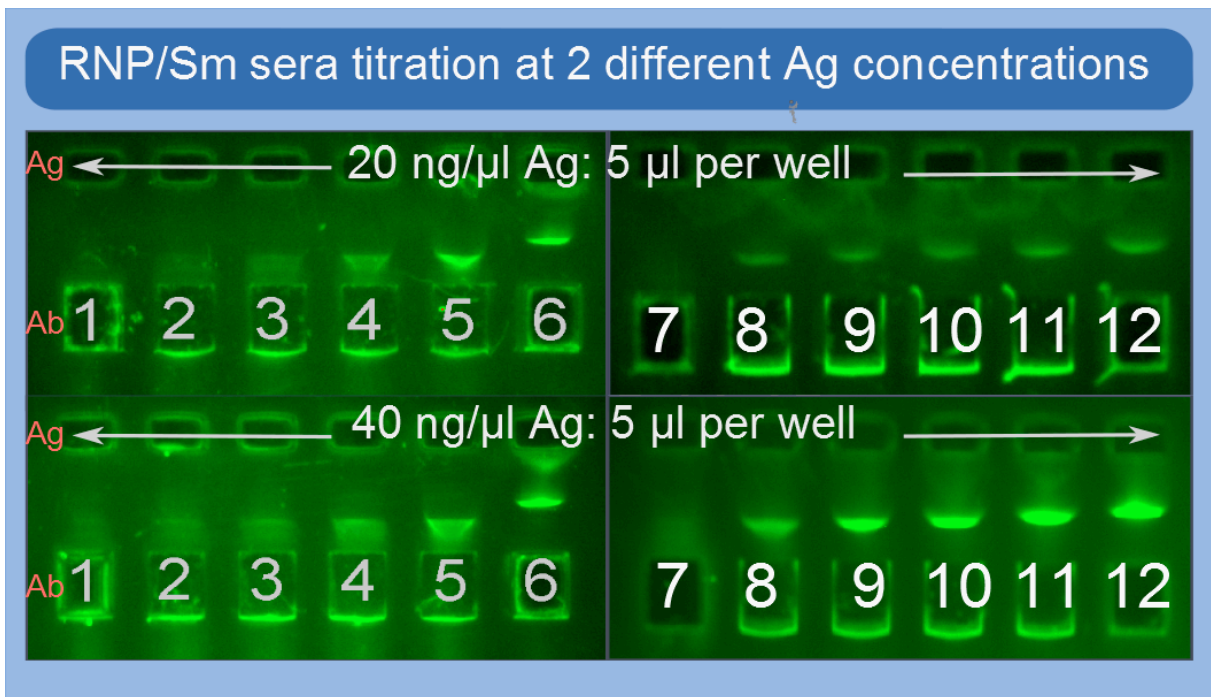 RNP/Sm sera titration at 2 different Ag concentrations
Ag 20 ng/µl Ag: 5 µl per well
Ab 1 2 3 4 5 6 7 8 9 10 11 12
Ag 40 ng/µl Ag: 5 µl per well
Ab 1 2 3 4 5 6 7 8 9 10 11 12